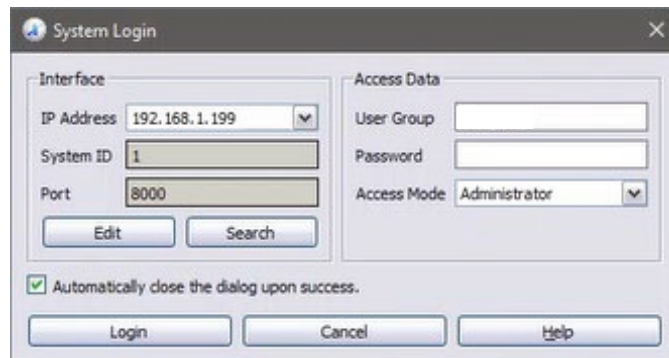 System Login
Interface
IP Address 192.168.1.199
System ID 1
Port 8000
Edit Search
Access Data
User Group
Password
Access Mode Administrator
Automatically close the dialog upon success.
Login Cancel Help